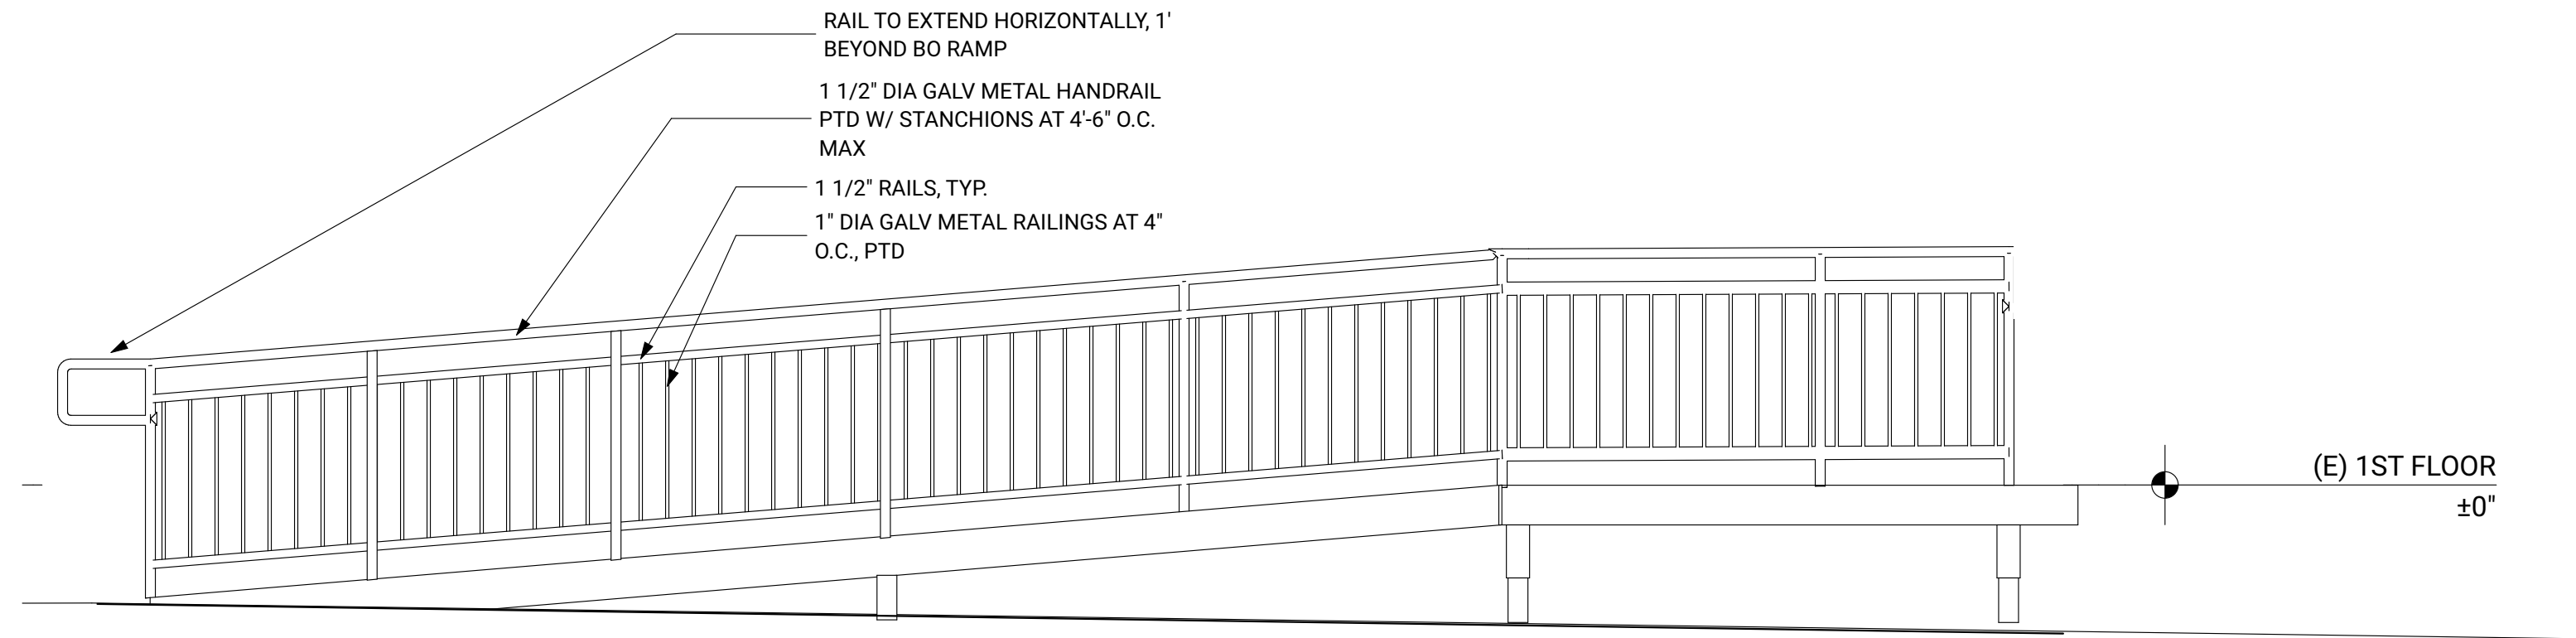 RAIL TO EXTEND HORIZONTALLY, 1'
BEYOND BO RAMP
1 1/2" DIA GALV METAL HANDRAIL
PTD W/ STANCHIONS AT 4'-6" O.C.
MAX
1 1/2" RAILS, TYP.
1" DIA GALV METAL RAILINGS AT 4"
O.C., PTD
(E) 1ST FLOOR
±0"